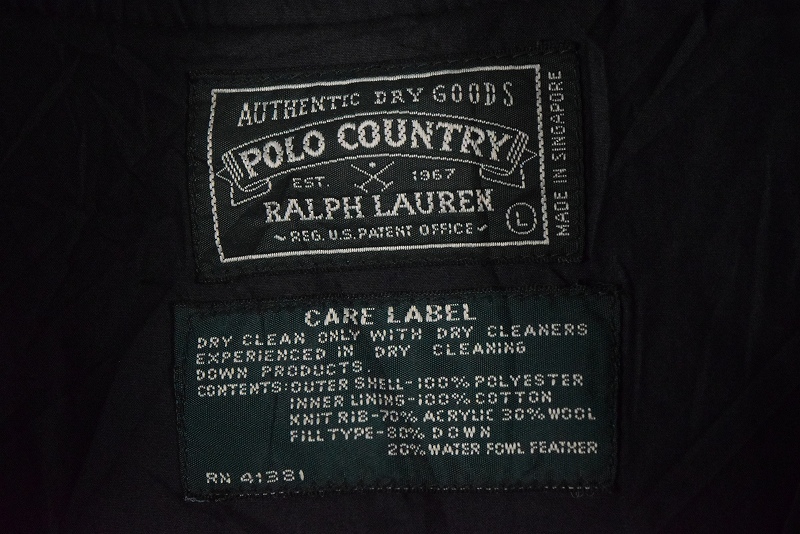 AUTHENTIC DRY GOODS
POLO COUNTRY
EST. 1967
RALPH LAUREN
~REG. U.S. PATENT OFFICE~
L
MADE IN SINGAPORE
CARE LABEL
DRY CLEAN ONLY WITH DRY CLEANERS
EXPERIENCED IN DRY CLEANING
DOWN PRODUCTS.
CONTENTS:OUTER SHELL-100% POLYESTER
INNER LINING-100% COTTON
KNIT RIB-70% ACRYLIC 30% WOOL
FILL TYPE-80% DOWN
20% WATER FOWL FEATHER
RN 41381